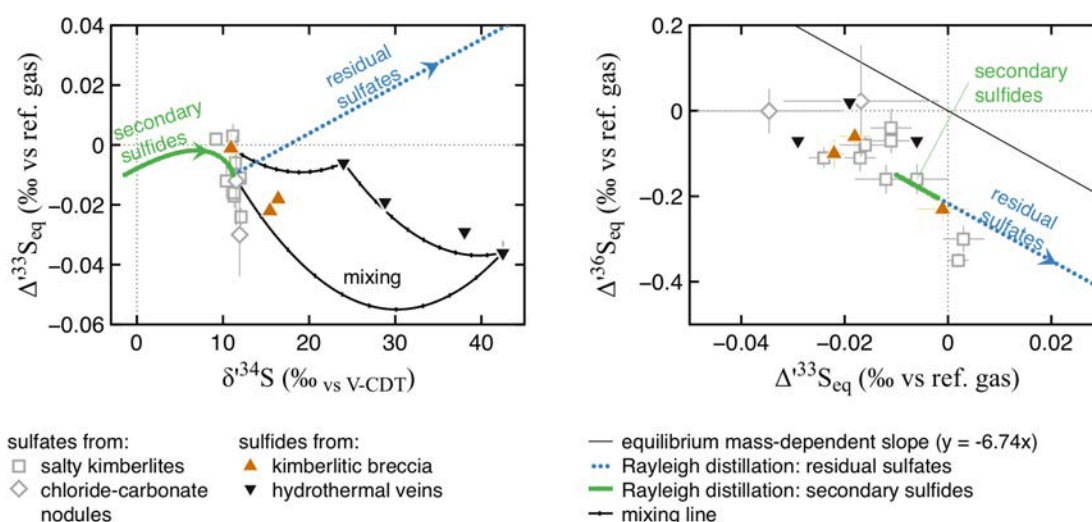 0.04
0.02
0
-0.02
-0.04
-0.06
Δ'³³S_eq (‰ vs ref. gas)
secondary
sulfides
residual
sulfates
mixing
0 10 20 30 40
δ'³⁴S (‰ vs V-CDT)
0.2
0
-0.2
-0.4
Δ'³⁶S_eq (‰ vs ref. gas)
secondary
sulfides
residual
sulfates
-0.04 -0.02 0 0.02
Δ'³³S_eq (‰ vs ref. gas)
sulfates from:
salty kimberlites
chloride-carbonate
nodules
sulfides from:
kimberlitic breccia
hydrothermal veins
equilibrium mass-dependent slope (y = -6.74x)
Rayleigh distillation: residual sulfates
Rayleigh distillation: secondary sulfides
mixing line